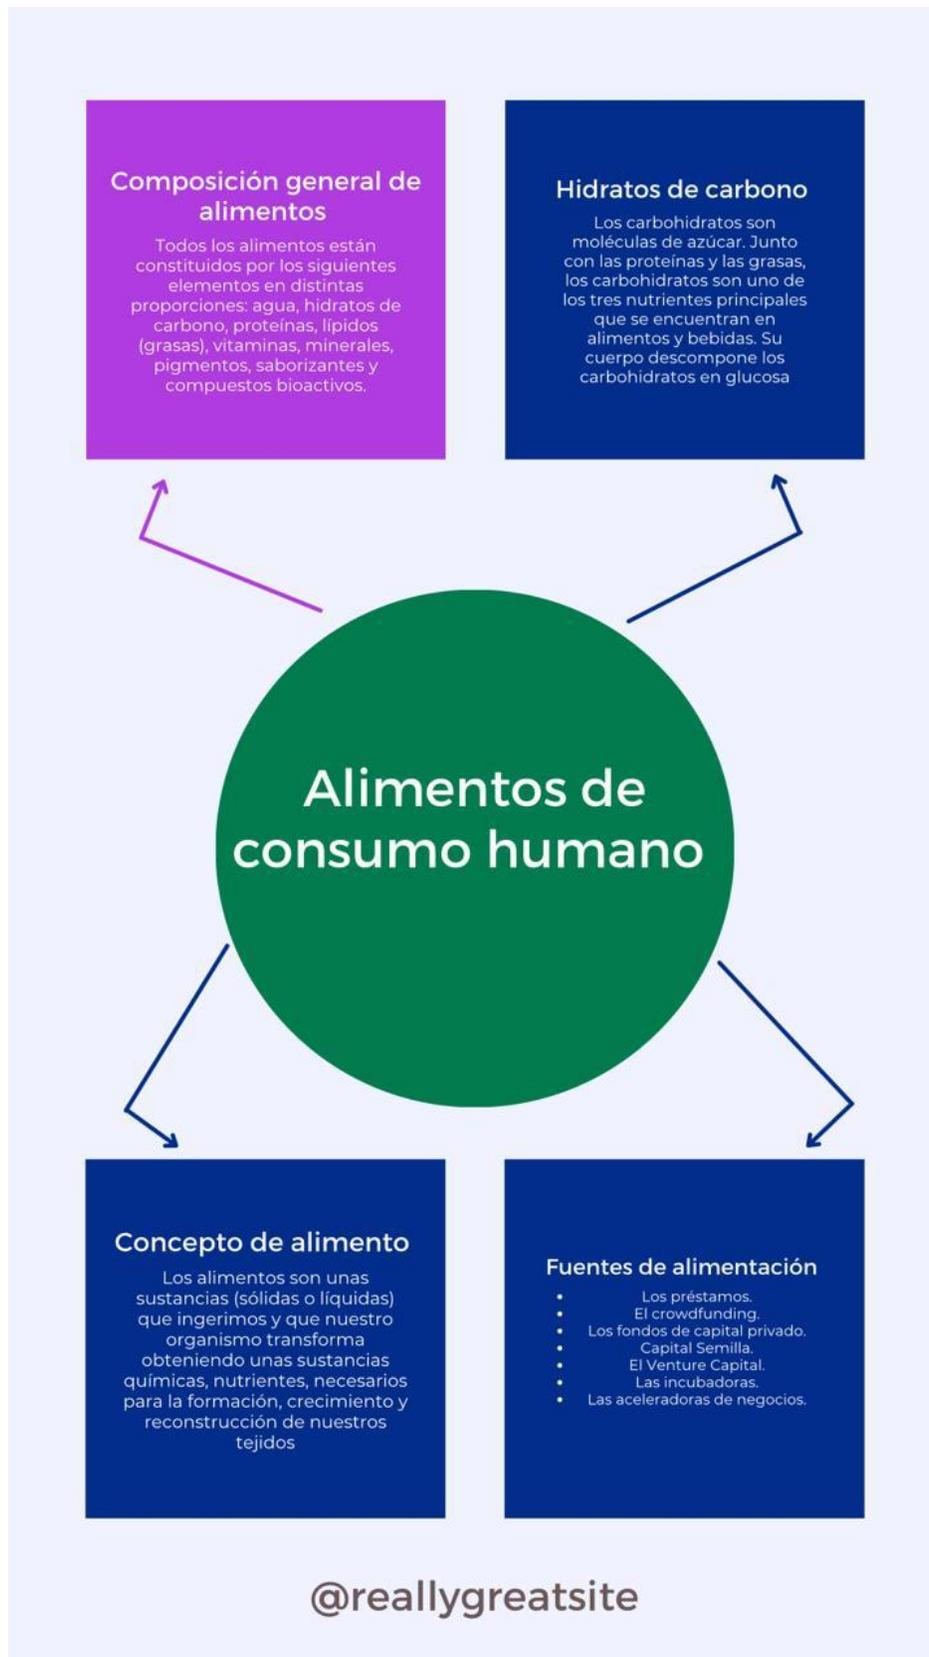 Composición general de
alimentos
Todos los alimentos están
constituidos por los siguientes
elementos en distintas
proporciones: agua, hidratos de
carbono, proteínas, lípidos
(grasas), vitaminas, minerales,
pigmentos, saborizantes y
compuestos bioactivos.
Hidratos de carbono
Los carbohidratos son
moléculas de azúcar. Junto
con las proteínas y las grasas,
los carbohidratos son uno de
los tres nutrientes principales
que se encuentran en
alimentos y bebidas. Su
cuerpo descompone los
carbohidratos en glucosa
Alimentos de
consumo humano
Concepto de alimento
Los alimentos son unas
sustancias (sólidas o líquidas)
que ingerimos y que nuestro
organismo transforma
obteniendo unas sustancias
químicas, nutrientes, necesarios
para la formación, crecimiento y
reconstrucción de nuestros
tejidos
Fuentes de alimentación
• Los préstamos.
• El crowdfunding.
• Los fondos de capital privado.
• Capital Semilla.
• El Venture Capital.
• Las incubadoras.
• Las aceleradoras de negocios.
@reallygreatsite